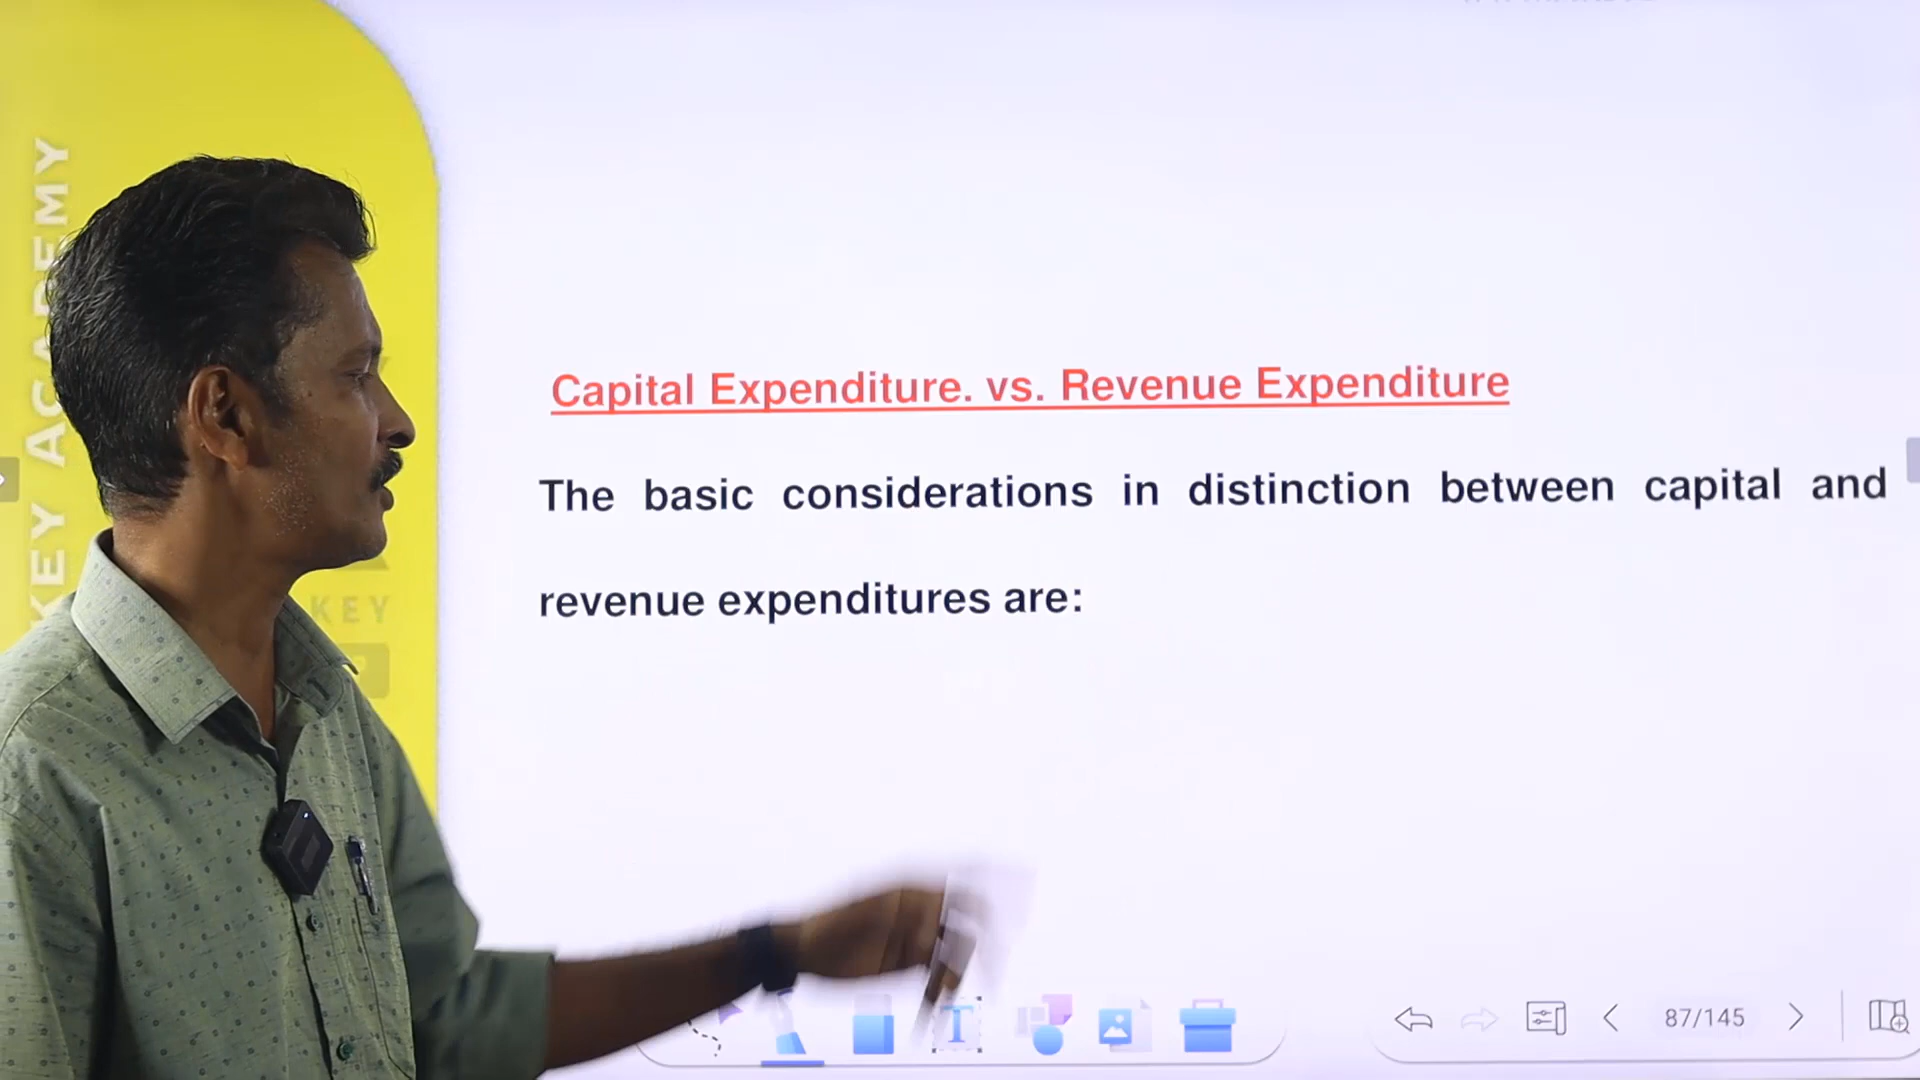 KEY ACADEMY
KEY
Capital Expenditure. vs. Revenue Expenditure
The basic considerations in distinction between capital and
revenue expenditures are:
T
87/145